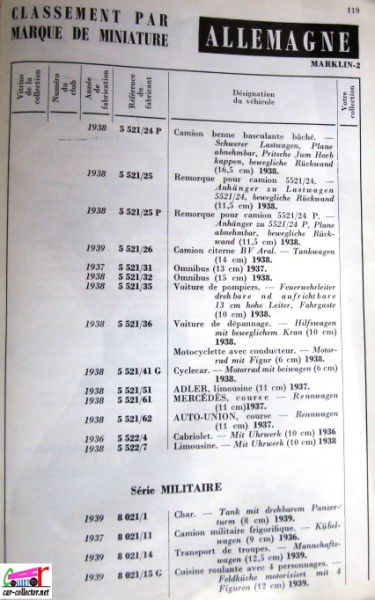 119
CLASSEMENT PAR
MARQUE DE MINIATURE
ALLEMAGNE
MARKLIN-2
Vitrine de la collection
Numéro du club
Année de fabrication
Référence du fabricant
Désignation du véhicule
Votre collection
1938 5 521/24 P Camion benne basculante bâché. —
Schwerer Lastwagen, Plane
abnehmbar, Pritsche Jum Hoch
kappen, bewegliche Rückwand
(16,5 cm) 1938.
1938 5 521/25 Remorque pour camion 5521/24. —
Anhänger zu Lastwagen
5521/24, bewegliche Rückwand
(11,5 cm) 1938.
1938 5 521/25 P Remorque pour camion 5521/24 P. —
Anhänger zu 5521/24 P, Plane
abnehmbar, bewegliche Rück-
wand (11,5 cm) 1938.
1939 5 521/26 Camion citerne BV Aral. — Tankwagen
(14 cm) 1938.
1937 5 521/31 Omnibus (13 cm) 1937.
1938 5 521/32 Omnibus (15 cm) 1938.
1938 5 521/35 Voiture de pompiers. — Feuerwehrleiter
drehbare nd aufrichtbare
13 cm hohe Leiter. Fahrgaste
(10 cm) 1938.
1938 5 521/36 Voiture de dépannage. — Hilfswagen
mit beweglichem Kran (10 cm)
1938.
Motocyclette avec conducteur. — Motor-
rad mit Figur (6 cm) 1938.
1938 5 521/41 G Cyclecar. — Motorrad mit beiwagen (6 cm)
1938.
1938 5 521/51 ADLER, limousine (11 cm) 1937.
1938 5 521/61 MERCÉDÈS, course — Rennwagen
(11 cm)1937.
1938 5 521/62 AUTO-UNION, course — Rennwagen
(11 cm) 1937.
1936 5 522/4 Cabriolet. — Mit Uhrwerk (10 cm) 1936
1938 5 522/7 Limousine. — Mit Uhrwerk (10 cm) 1938
Série MILITAIRE
1939 8 021/1 Char. — Tank mit drehbarem Panzer-
turm (8 cm) 1939.
1937 8 021/11 Camion militaire frigorifique. — Kübel-
wagen (9 cm) 1936.
1939 8 021/14 Transport de troupes. — Mannschafts-
wagen (12,5 cm) 1939.
1939 8 021/15 G Cuisine roulante avec 4 personnages. —
Feldküche motorisiert mit 4
Figuren (12 cm) 1939.
car-collector.net